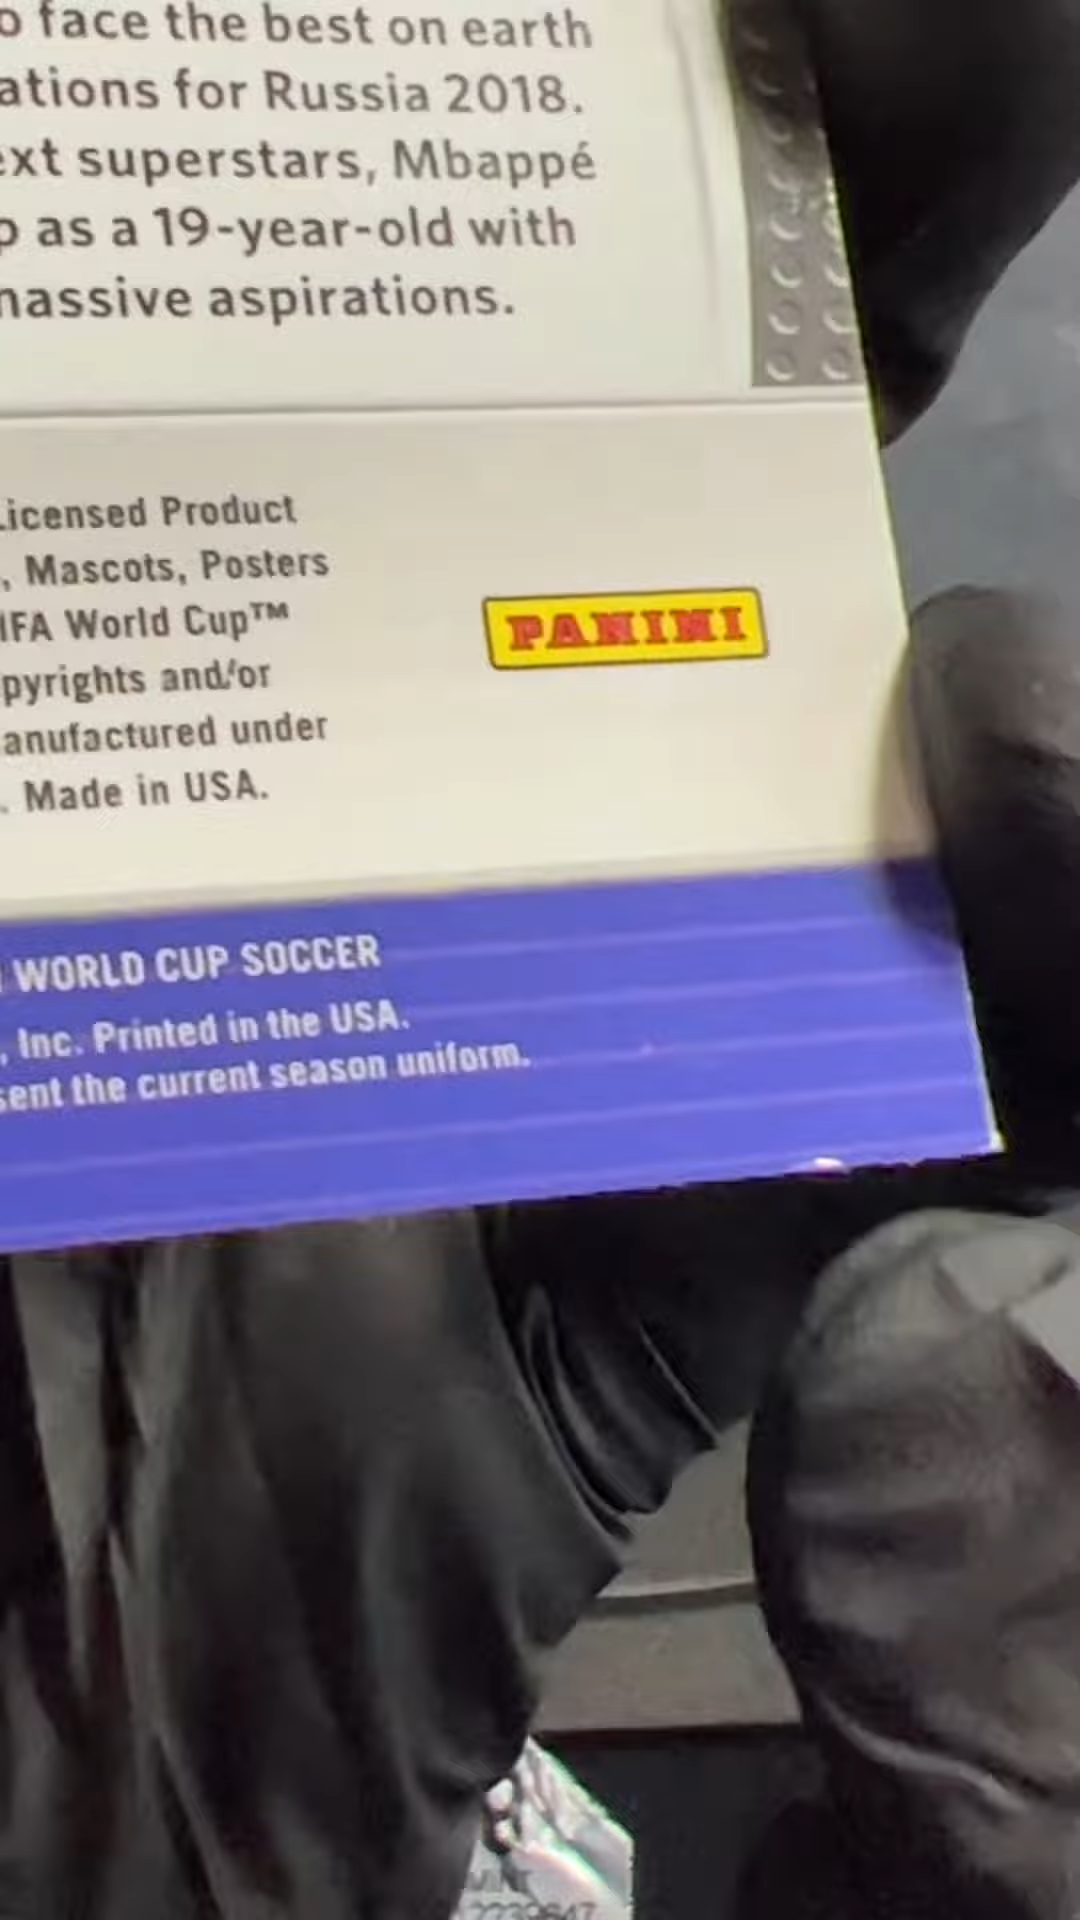 o face the best on earth
ations for Russia 2018.
ext superstars, Mbappé
p as a 19-year-old with
massive aspirations.
Licensed Product
, Mascots, Posters
IFA World Cup™
pyrights and/or
anufactured under
. Made in USA.
PANINI
WORLD CUP SOCCER
, Inc. Printed in the USA.
sent the current season uniform.